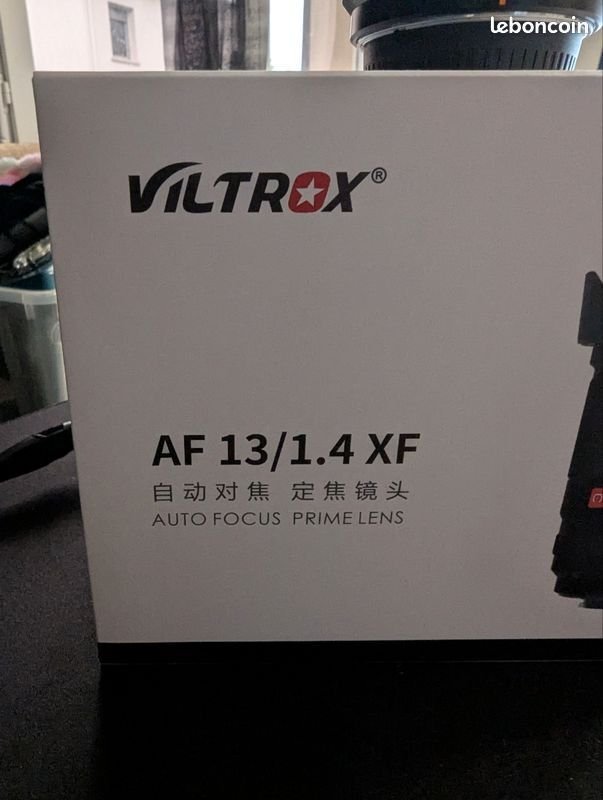 leboncoin
VILTROX®
AF 13/1.4 XF
自动对焦 定焦镜头
AUTO FOCUS PRIME LENS